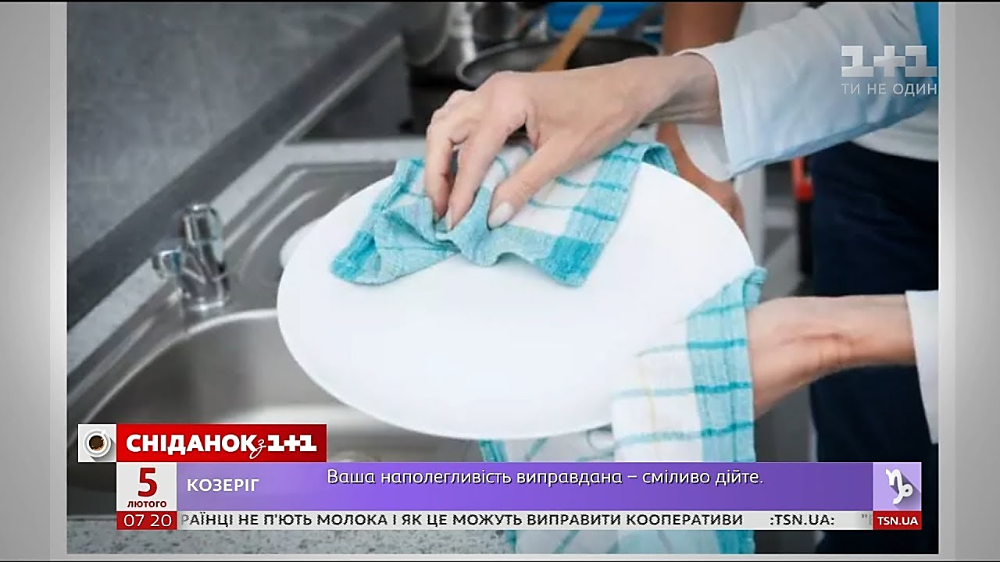 1+1
ТИ НЕ ОДИН
СНІДАНОК З 1+1
5
ЛЮТОГО
КОЗЕРІГ
Ваша наполегливість виправдана – сміливо дійте.
07 20
РАЇНЦІ НЕ П'ЮТЬ МОЛОКА І ЯК ЦЕ МОЖУТЬ ВИПРАВИТИ КООПЕРАТИВИ :TSN.UA:
TSN.UA